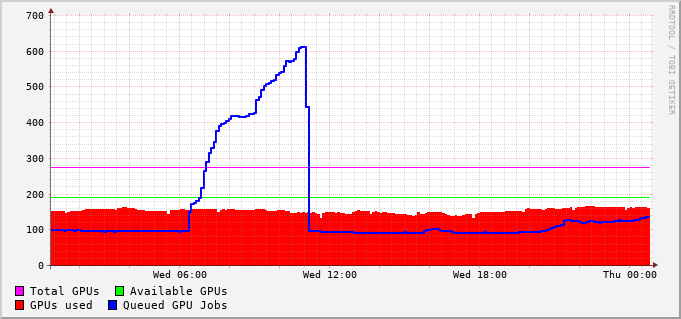 700
600
500
400
300
200
100
0
Wed 06:00 Wed 12:00 Wed 18:00 Thu 00:00
Total GPUs Available GPUs
GPUs used Queued GPU Jobs
RRDTOOL / TOBI OETIKER